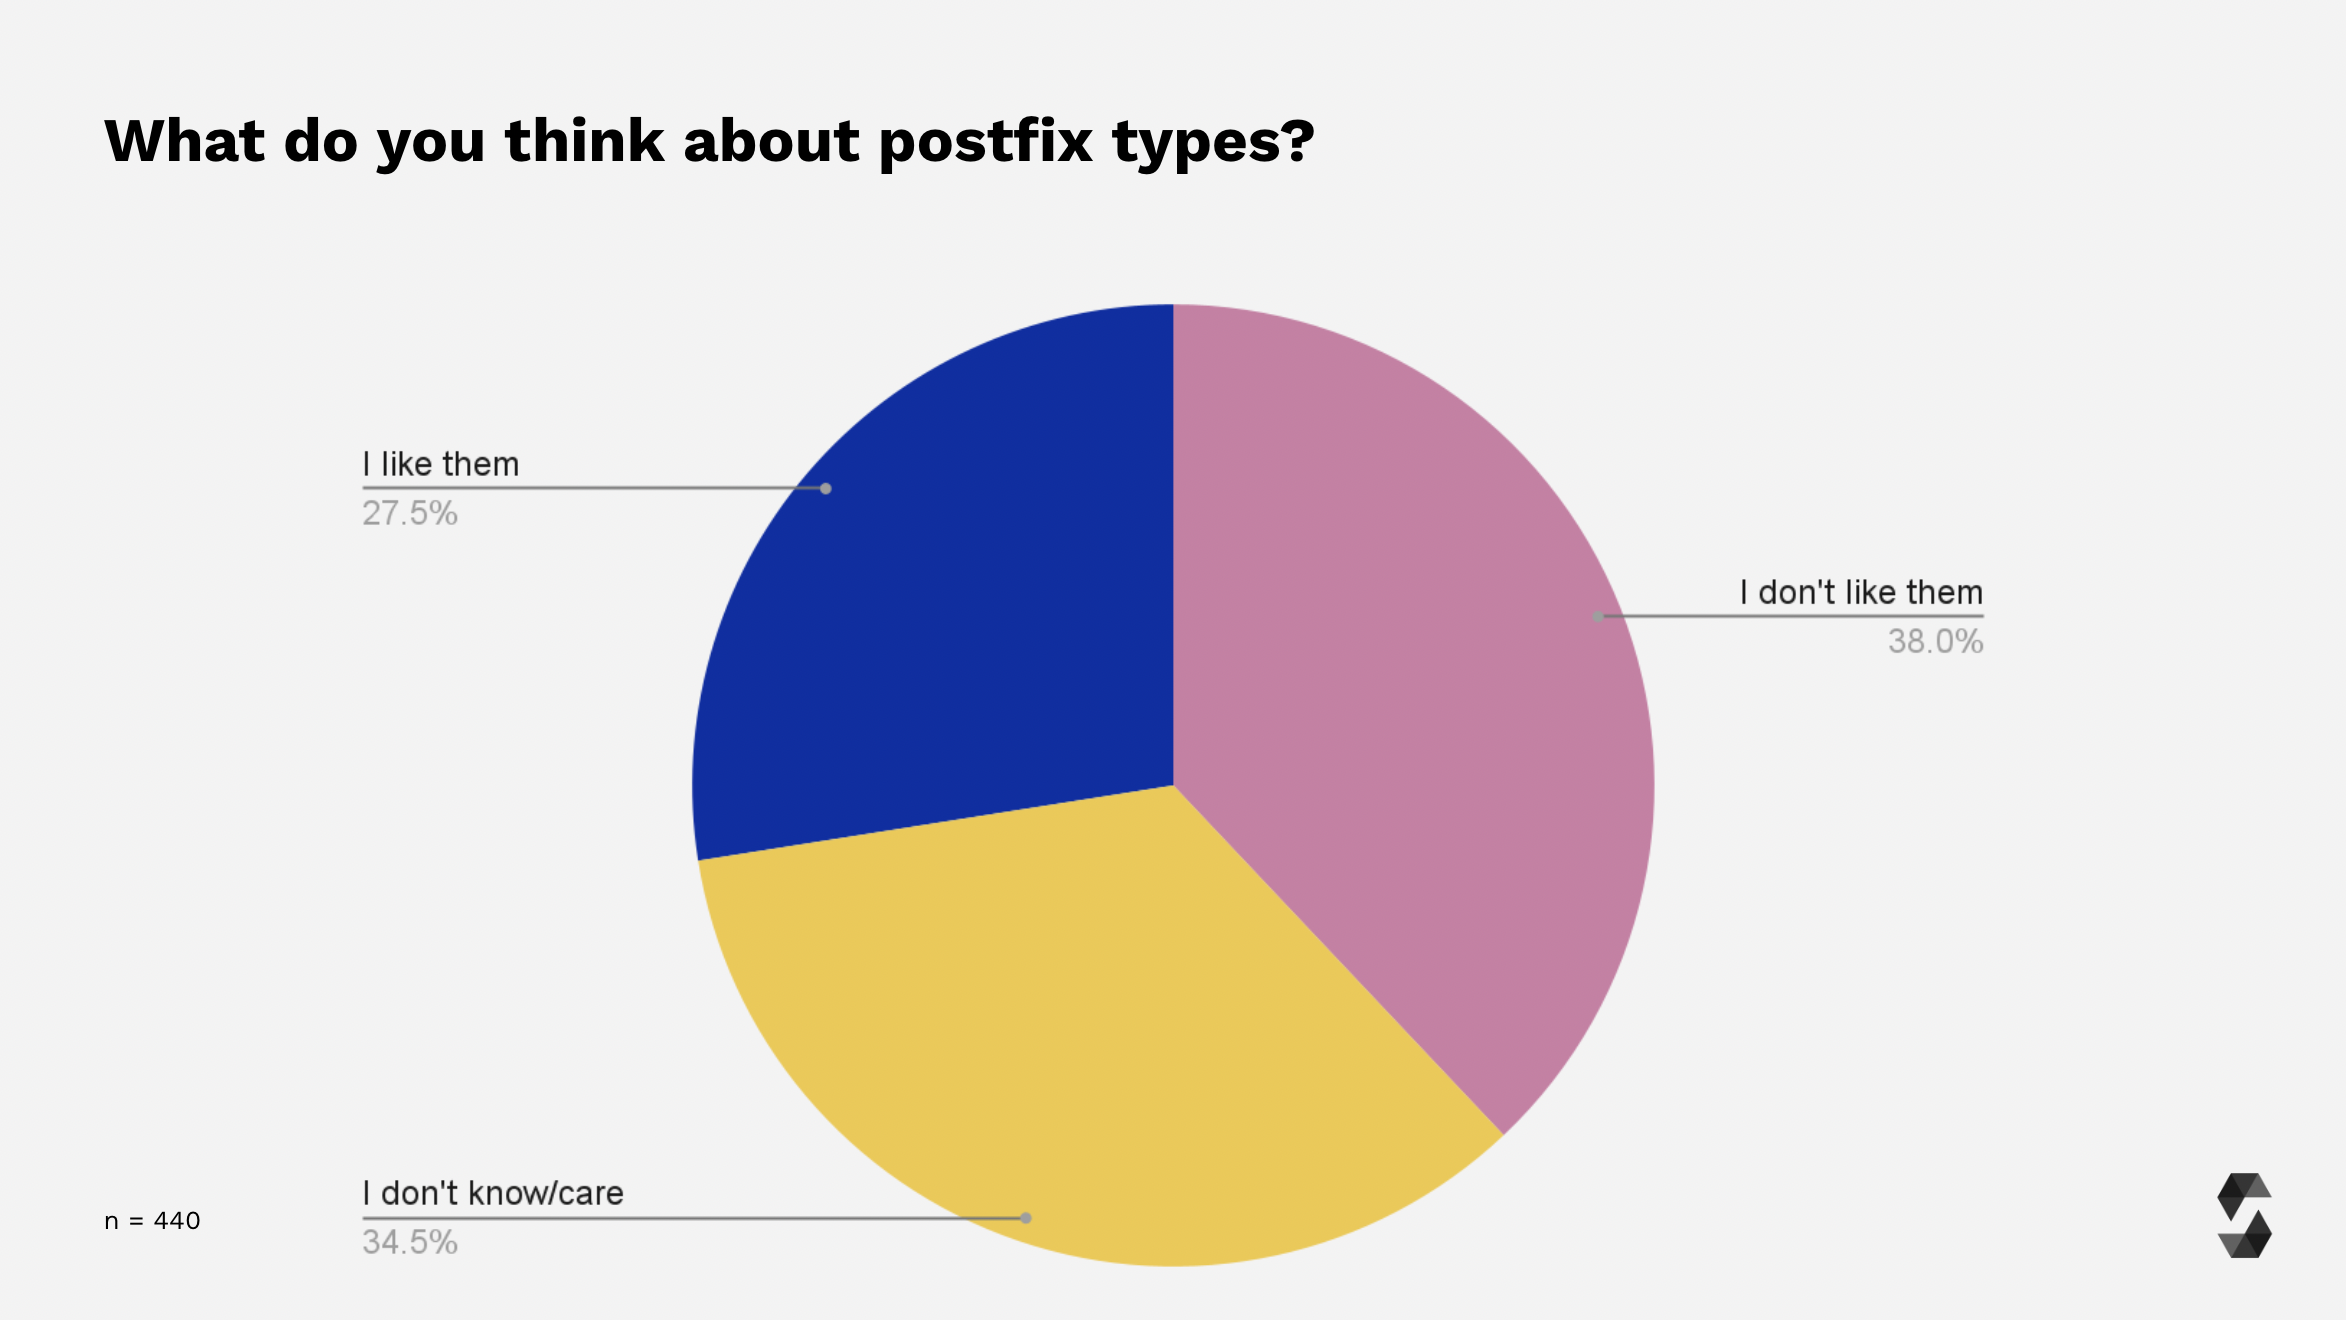 What do you think about postfix types?
I like them
27.5%
I don't like them
38.0%
I don't know/care
34.5%
n = 440